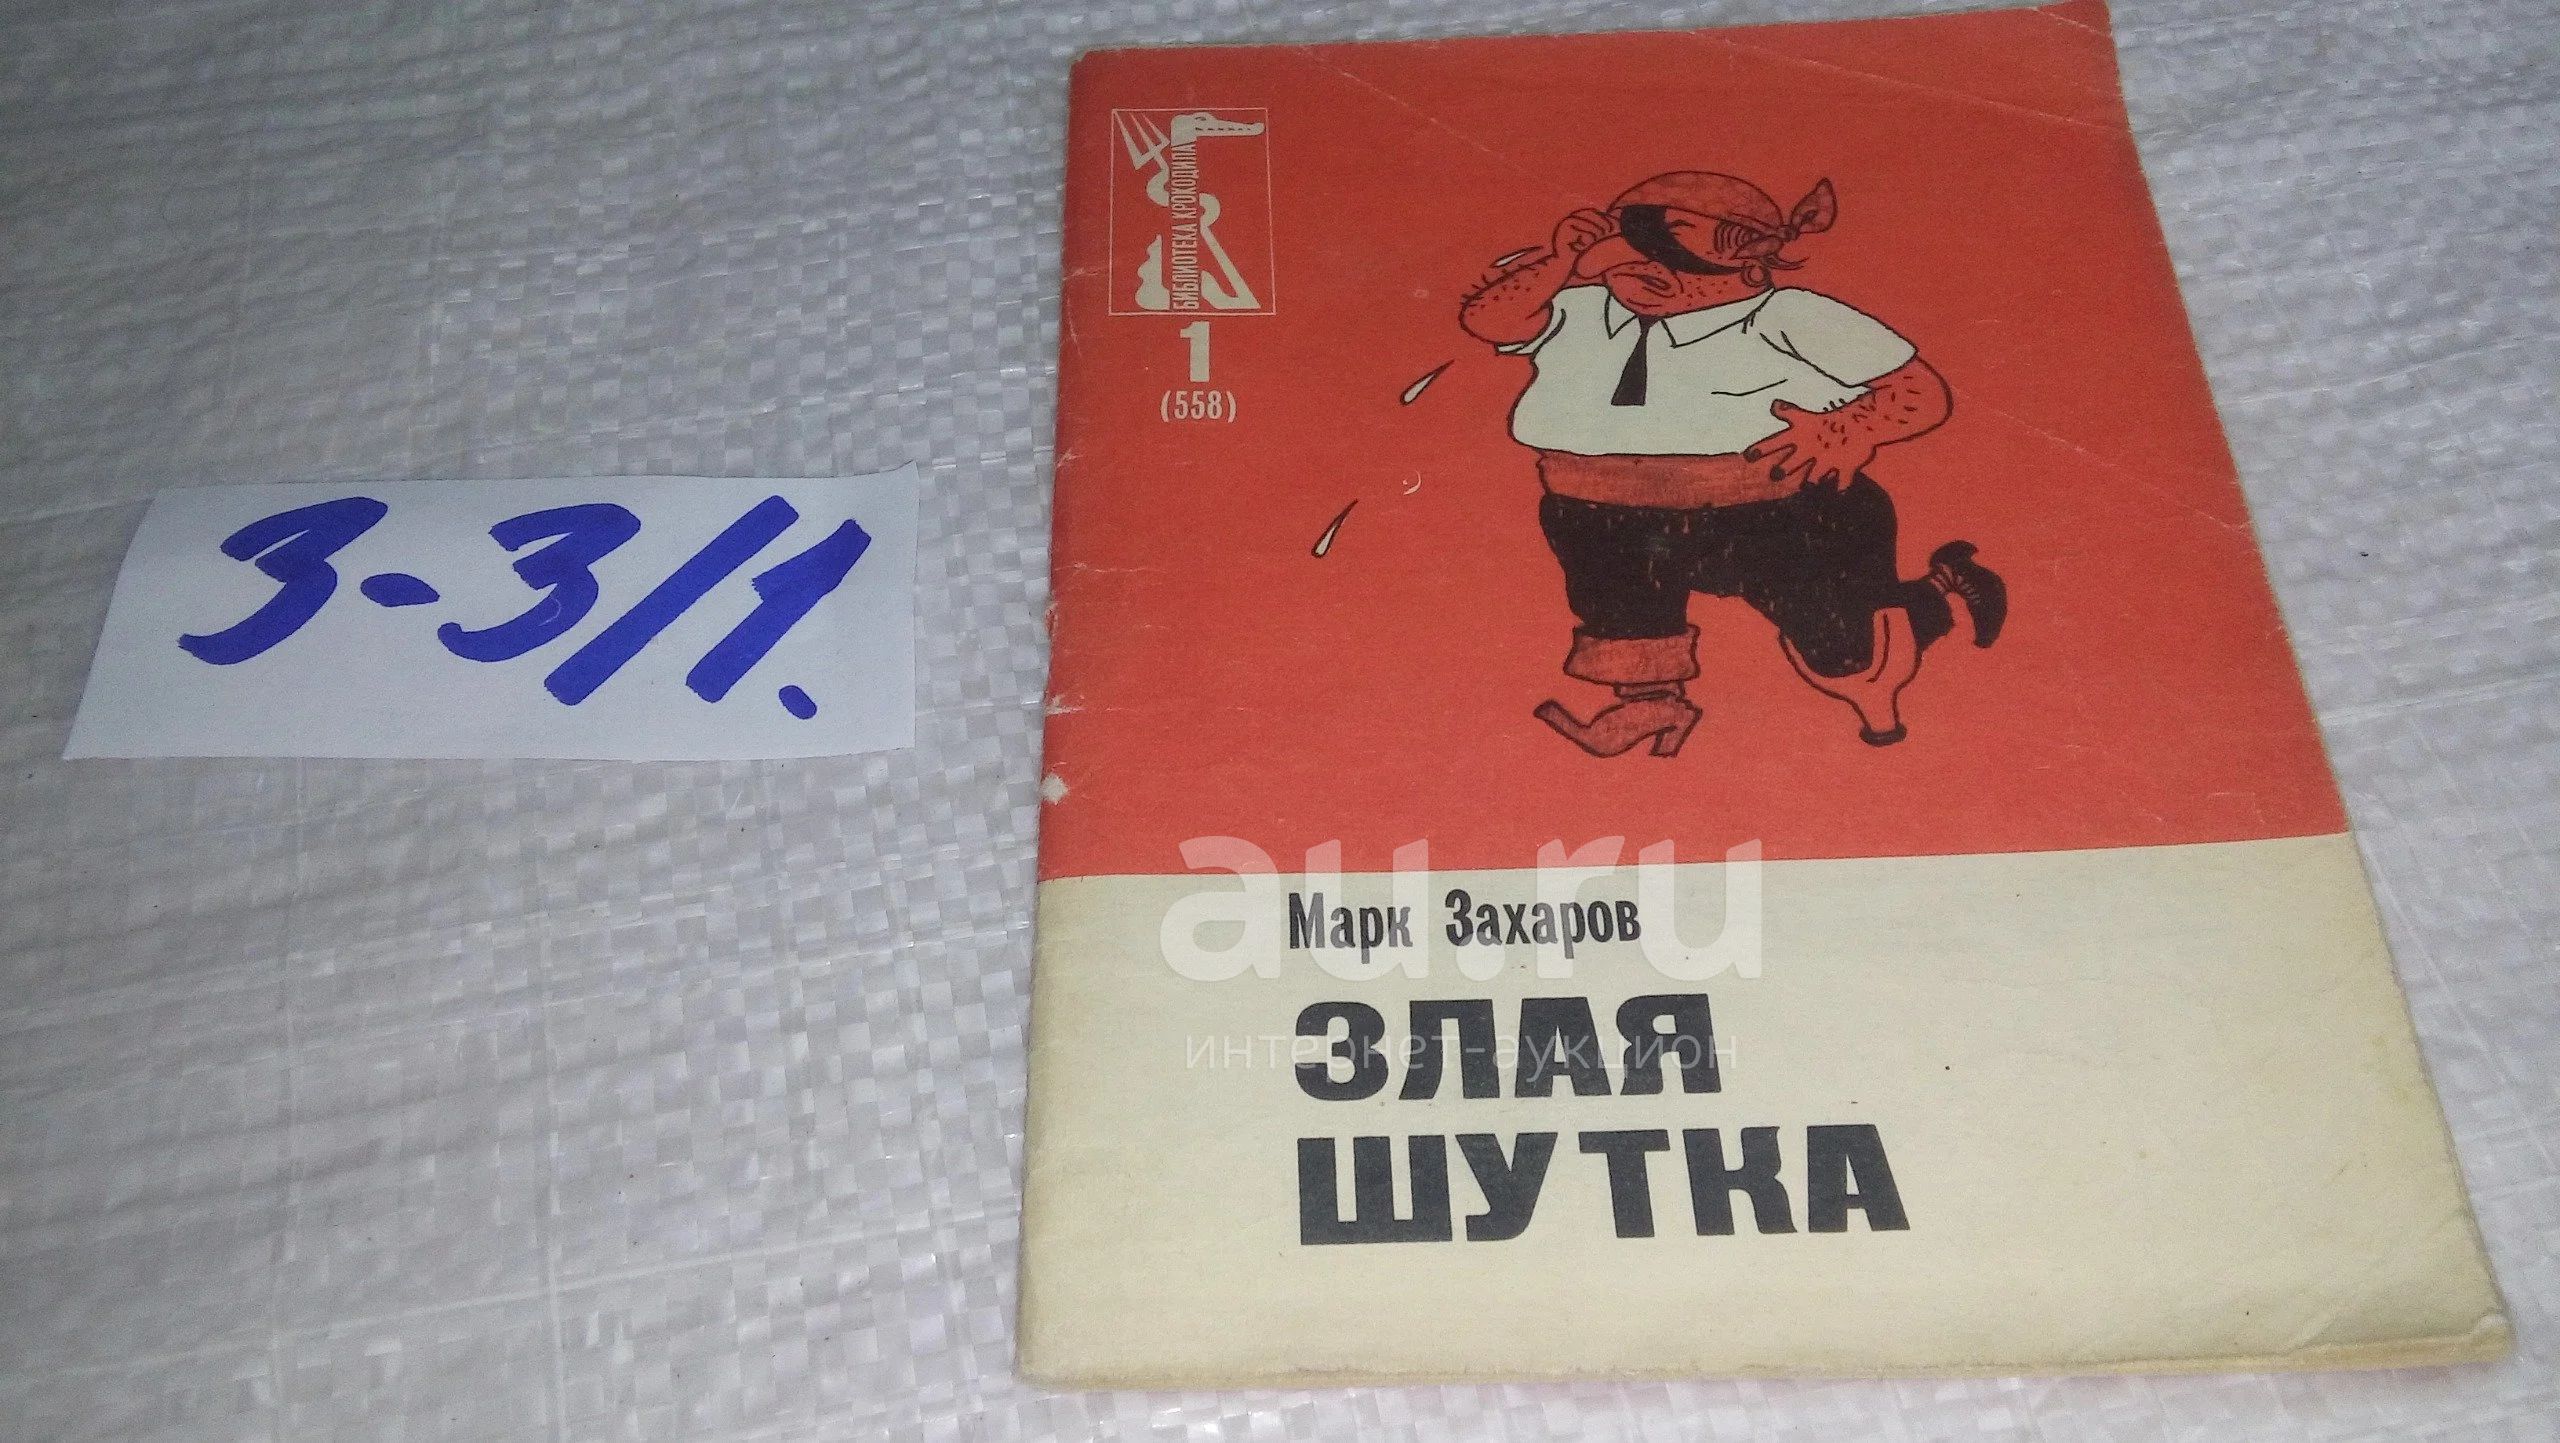 3-3/1.
БИБЛИОТЕКА КРОКОДИЛА
1
(558)
Марк Захаров
ЗЛАЯ
ШУТКА
au.ru
интернет-аукцион